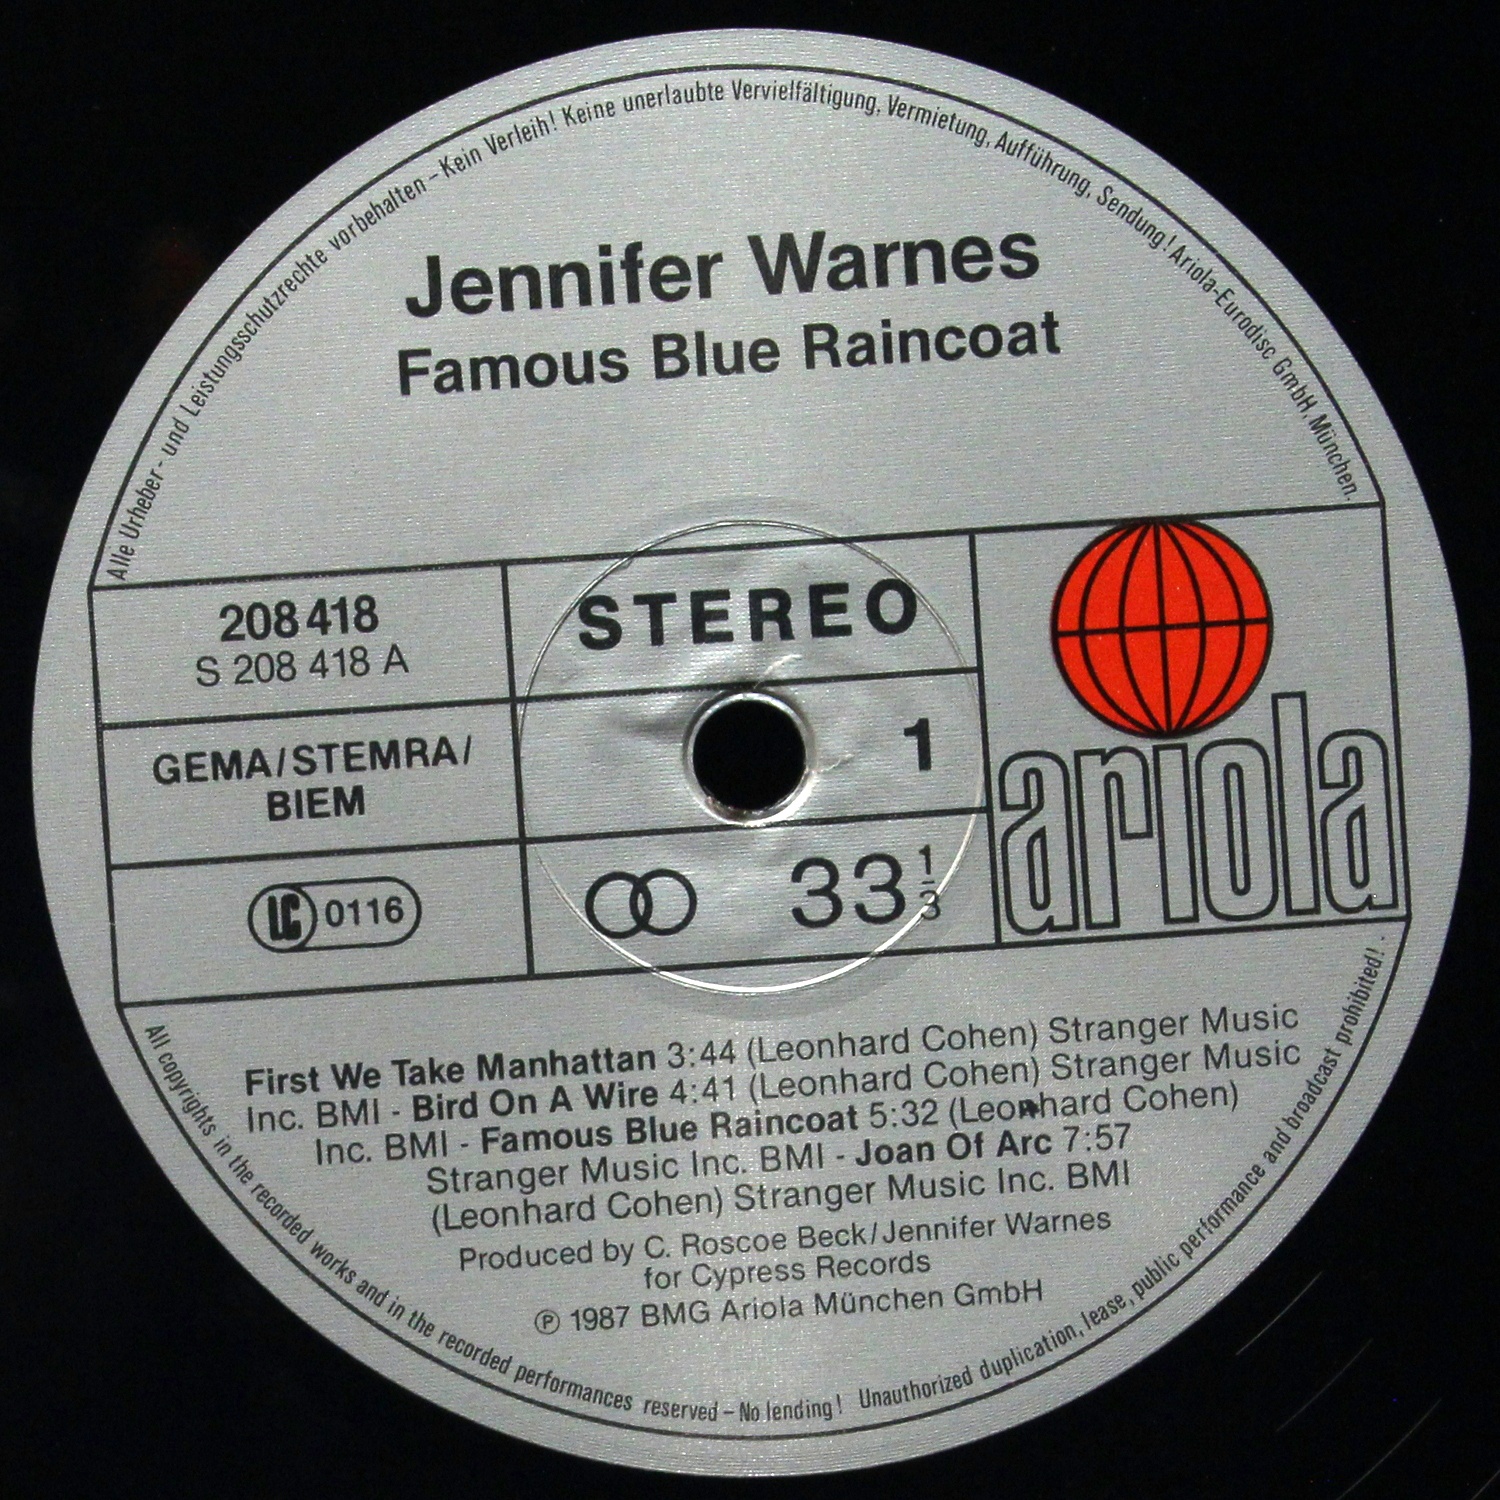 Alle Urheber- und Leistungsschutzrechte vorbehalten – Kein Verleih! Keine unerlaubte Vervielfältigung, Vermietung, Aufführung, Sendung! Ariola-Eurodisc GmbH, München.
Jennifer Warnes
Famous Blue Raincoat
208 418
S 208 418 A
STEREO
GEMA/STEMRA/
BIEM
1
LC 0116
33 1/3
ariola
First We Take Manhattan 3:44 (Leonhard Cohen) Stranger Music
Inc. BMI - Bird On A Wire 4:41 (Leonhard Cohen) Stranger Music
Inc. BMI - Famous Blue Raincoat 5:32 (Leonhard Cohen)
Stranger Music Inc. BMI - Joan Of Arc 7:57
(Leonhard Cohen) Stranger Music Inc. BMI
Produced by C. Roscoe Beck/Jennifer Warnes
for Cypress Records
℗ 1987 BMG Ariola München GmbH
All copyrights in the recorded works and in the recorded performances reserved – No lending! Unauthorized duplication, lease, public performance and broadcast prohibited! .